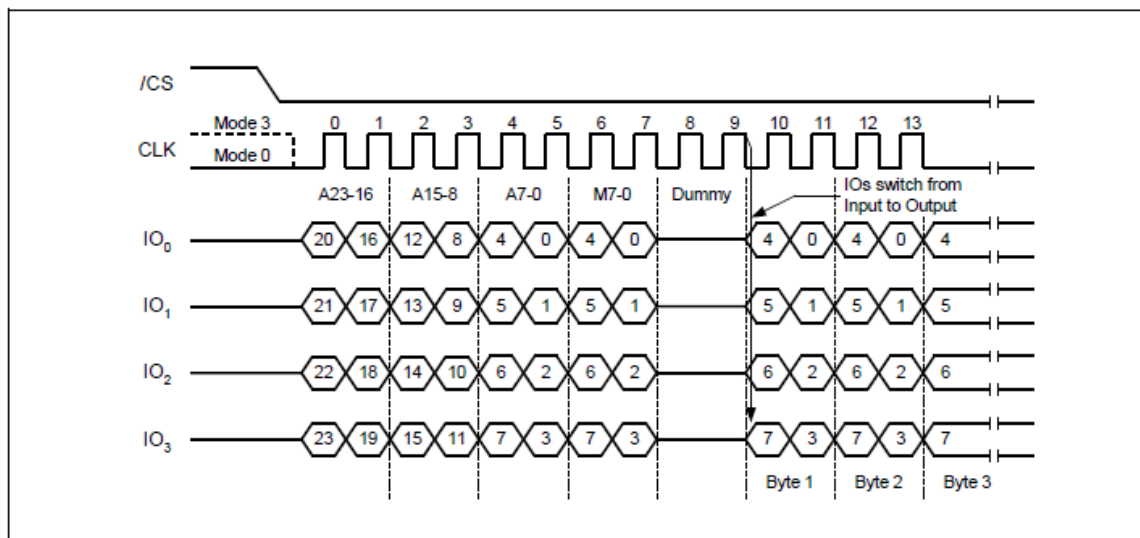 /CS
Mode 3 0 1 2 3 4 5 6 7 8 9 10 11 12 13
CLK Mode 0
A23-16 A15-8 A7-0 M7-0 Dummy IOs switch from
Input to Output
IO0 20 16 12 8 4 0 4 0 4 0 4 0 4
IO1 21 17 13 9 5 1 5 1 5 1 5 1 5
IO2 22 18 14 10 6 2 6 2 6 2 6 2 6
IO3 23 19 15 11 7 3 7 3 7 3 7 3 7
Byte 1 Byte 2 Byte 3